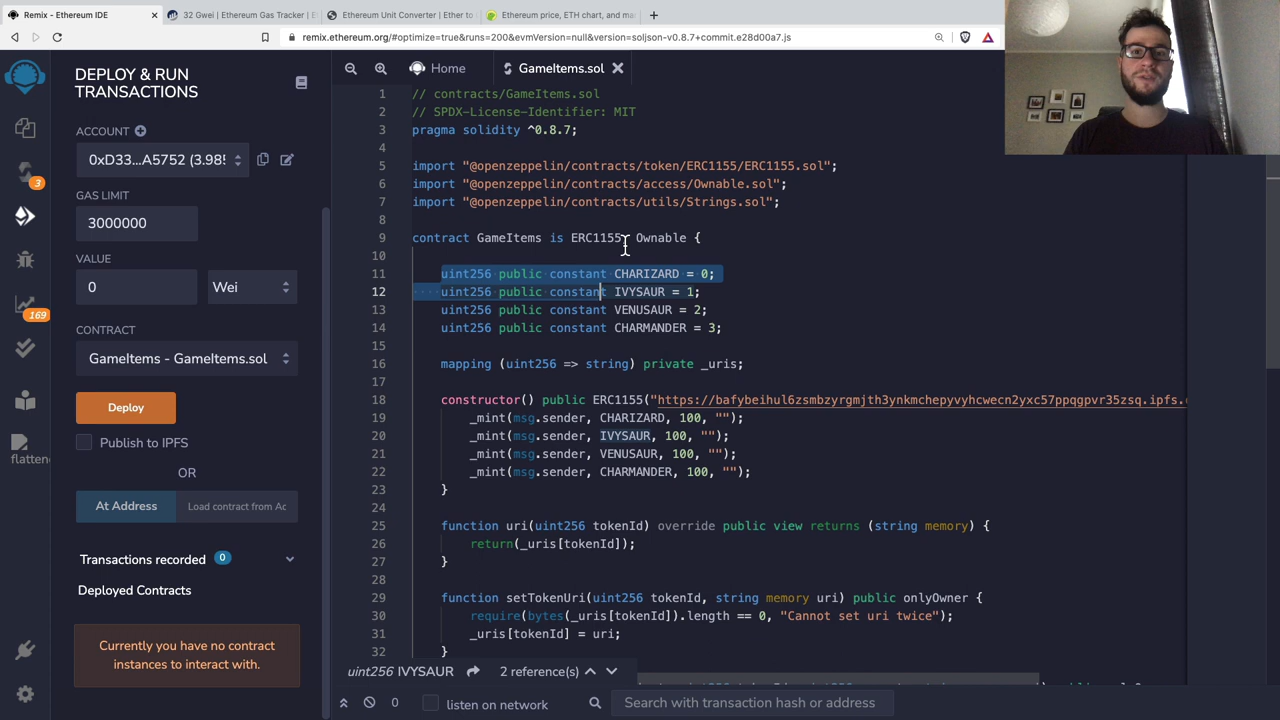 Remix - Ethereum IDE
32 Gwei | Ethereum Gas Tracker | E
Ethereum Unit Converter | Ether to
Ethereum price, ETH chart, and ma
remix.ethereum.org/#optimize=true&runs=200&evmVersion=null&version=soljson-v0.8.7+commit.e28d00a7.js
DEPLOY & RUN
TRANSACTIONS
ACCOUNT
0xD33...A5752 (3.985
GAS LIMIT
3000000
VALUE
0
Wei
CONTRACT
GameItems - GameItems.sol
Deploy
Publish to IPFS
OR
At Address
Load contract from Ac
Transactions recorded 0
Deployed Contracts
Currently you have no contract
instances to interact with.
3
169
flatten
Home
GameItems.sol
1 // contracts/GameItems.sol
2 // SPDX-License-Identifier: MIT
3 pragma solidity ^0.8.7;
4
5 import "@openzeppelin/contracts/token/ERC1155/ERC1155.sol";
6 import "@openzeppelin/contracts/access/Ownable.sol";
7 import "@openzeppelin/contracts/utils/Strings.sol";
8
9 contract GameItems is ERC1155, Ownable {
10
11 uint256 public constant CHARIZARD = 0;
12 uint256 public constant IVYSAUR = 1;
13 uint256 public constant VENUSAUR = 2;
14 uint256 public constant CHARMANDER = 3;
15
16 mapping (uint256 => string) private _uris;
17
18 constructor() public ERC1155("https://bafybeihul6zsmbzyrgmjth3ynkmchepyvyhcwecn2yxc57ppqgpvr35zsq.ipfs.c
19 _mint(msg.sender, CHARIZARD, 100, "");
20 _mint(msg.sender, IVYSAUR, 100, "");
21 _mint(msg.sender, VENUSAUR, 100, "");
22 _mint(msg.sender, CHARMANDER, 100, "");
23 }
24
25 function uri(uint256 tokenId) override public view returns (string memory) {
26 return(_uris[tokenId]);
27 }
28
29 function setTokenUri(uint256 tokenId, string memory uri) public onlyOwner {
30 require(bytes(_uris[tokenId]).length == 0, "Cannot set uri twice");
31 _uris[tokenId] = uri;
32 }
uint256 IVYSAUR
2 reference(s)
0
listen on network
Search with transaction hash or address